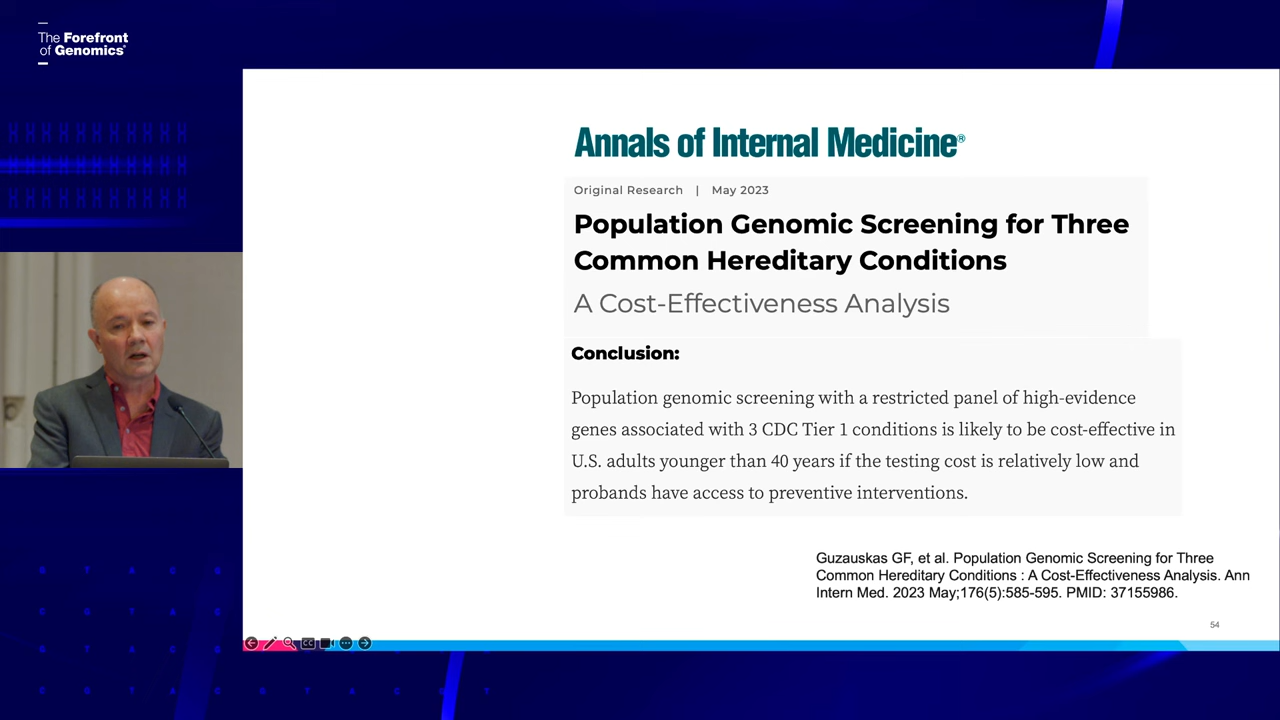 The Forefront
of Genomics®
Annals of Internal Medicine®
Original Research | May 2023
Population Genomic Screening for Three
Common Hereditary Conditions
A Cost-Effectiveness Analysis
Conclusion:
Population genomic screening with a restricted panel of high-evidence
genes associated with 3 CDC Tier 1 conditions is likely to be cost-effective in
U.S. adults younger than 40 years if the testing cost is relatively low and
probands have access to preventive interventions.
Guzauskas GF, et al. Population Genomic Screening for Three
Common Hereditary Conditions : A Cost-Effectiveness Analysis. Ann
Intern Med. 2023 May;176(5):585-595. PMID: 37155986.
54